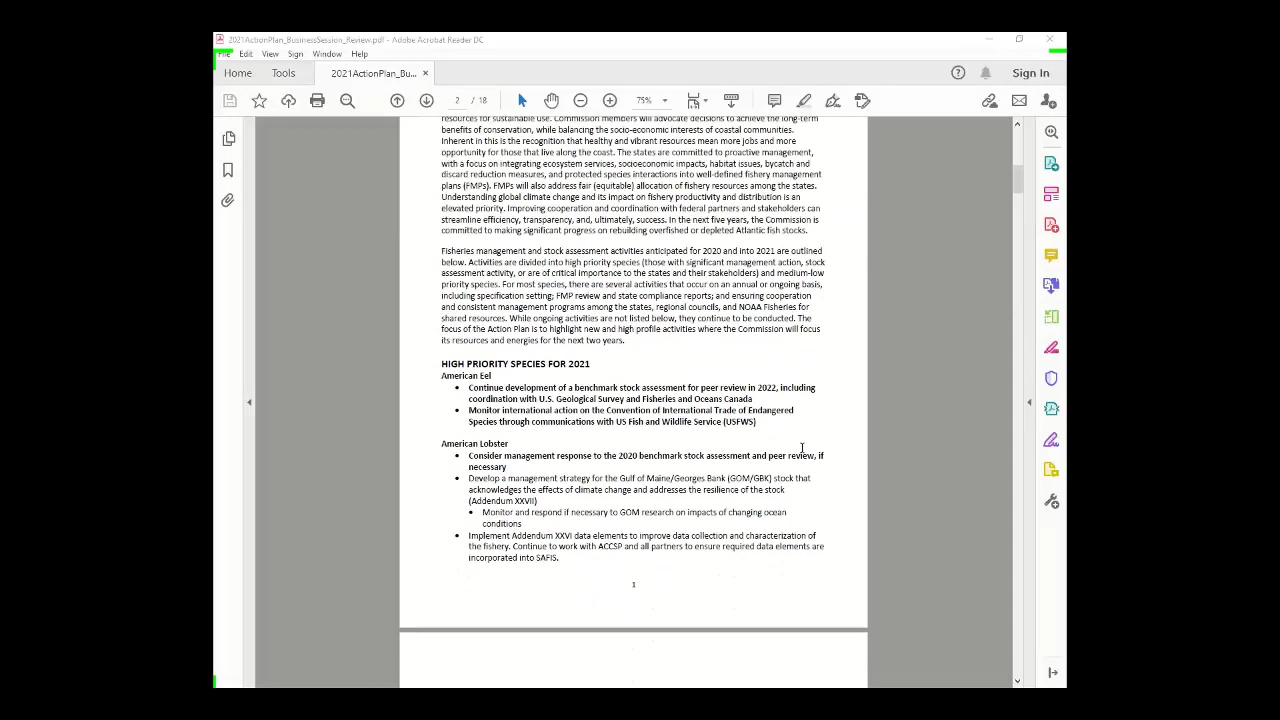 2021ActionPlan_BusinessSession_Review.pdf - Adobe Acrobat Reader DC
File Edit View Sign Window Help
Home Tools 2021ActionPlan_Bu... × Sign In
2 / 18 75%
resources for sustainable use. Commission members will advocate decisions to achieve the long-term
benefits of conservation, while balancing the socio-economic interests of coastal communities.
Inherent in this is the recognition that healthy and vibrant resources mean more jobs and more
opportunity for those that live along the coast. The states are committed to proactive management,
with a focus on integrating ecosystem services, socioeconomic impacts, habitat issues, bycatch and
discard reduction measures, and protected species interactions into well-defined fishery management
plans (FMPs). FMPs will also address fair (equitable) allocation of fishery resources among the states.
Understanding global climate change and its impact on fishery productivity and distribution is an
elevated priority. Improving cooperation and coordination with federal partners and stakeholders can
streamline efficiency, transparency, and, ultimately, success. In the next five years, the Commission is
committed to making significant progress on rebuilding overfished or depleted Atlantic fish stocks.
Fisheries management and stock assessment activities anticipated for 2020 and into 2021 are outlined
below. Activities are divided into high priority species (those with significant management action, stock
assessment activity, or are of critical importance to the states and their stakeholders) and medium-low
priority species. For most species, there are several activities that occur on an annual or ongoing basis,
including specification setting; FMP review and state compliance reports; and ensuring cooperation
and consistent management programs among the states, regional councils, and NOAA Fisheries for
shared resources. While ongoing activities are not listed below, they continue to be conducted. The
focus of the Action Plan is to highlight new and high profile activities where the Commission will focus
its resources and energies for the next two years.
HIGH PRIORITY SPECIES FOR 2021
American Eel
• Continue development of a benchmark stock assessment for peer review in 2022, including
coordination with U.S. Geological Survey and Fisheries and Oceans Canada
• Monitor international action on the Convention of International Trade of Endangered
Species through communications with US Fish and Wildlife Service (USFWS)
American Lobster
• Consider management response to the 2020 benchmark stock assessment and peer review, if
necessary
• Develop a management strategy for the Gulf of Maine/Georges Bank (GOM/GBK) stock that
acknowledges the effects of climate change and addresses the resilience of the stock
(Addendum XXVII)
• Monitor and respond if necessary to GOM research on impacts of changing ocean
conditions
• Implement Addendum XXVI data elements to improve data collection and characterization of
the fishery. Continue to work with ACCSP and all partners to ensure required data elements are
incorporated into SAFIS.
1